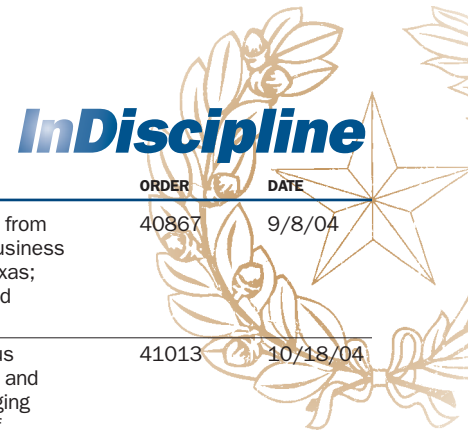 InDiscipline
ORDER DATE
from 40867 9/8/04
usiness
xas;
d
us 41013 10/18/04
and
ging